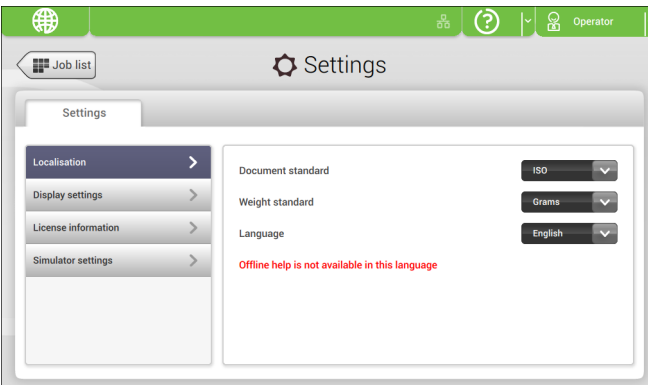 Operator
Job list
Settings
Settings
Localisation
Display settings
License information
Simulator settings
Document standard
ISO
Weight standard
Grams
Language
English
Offline help is not available in this language